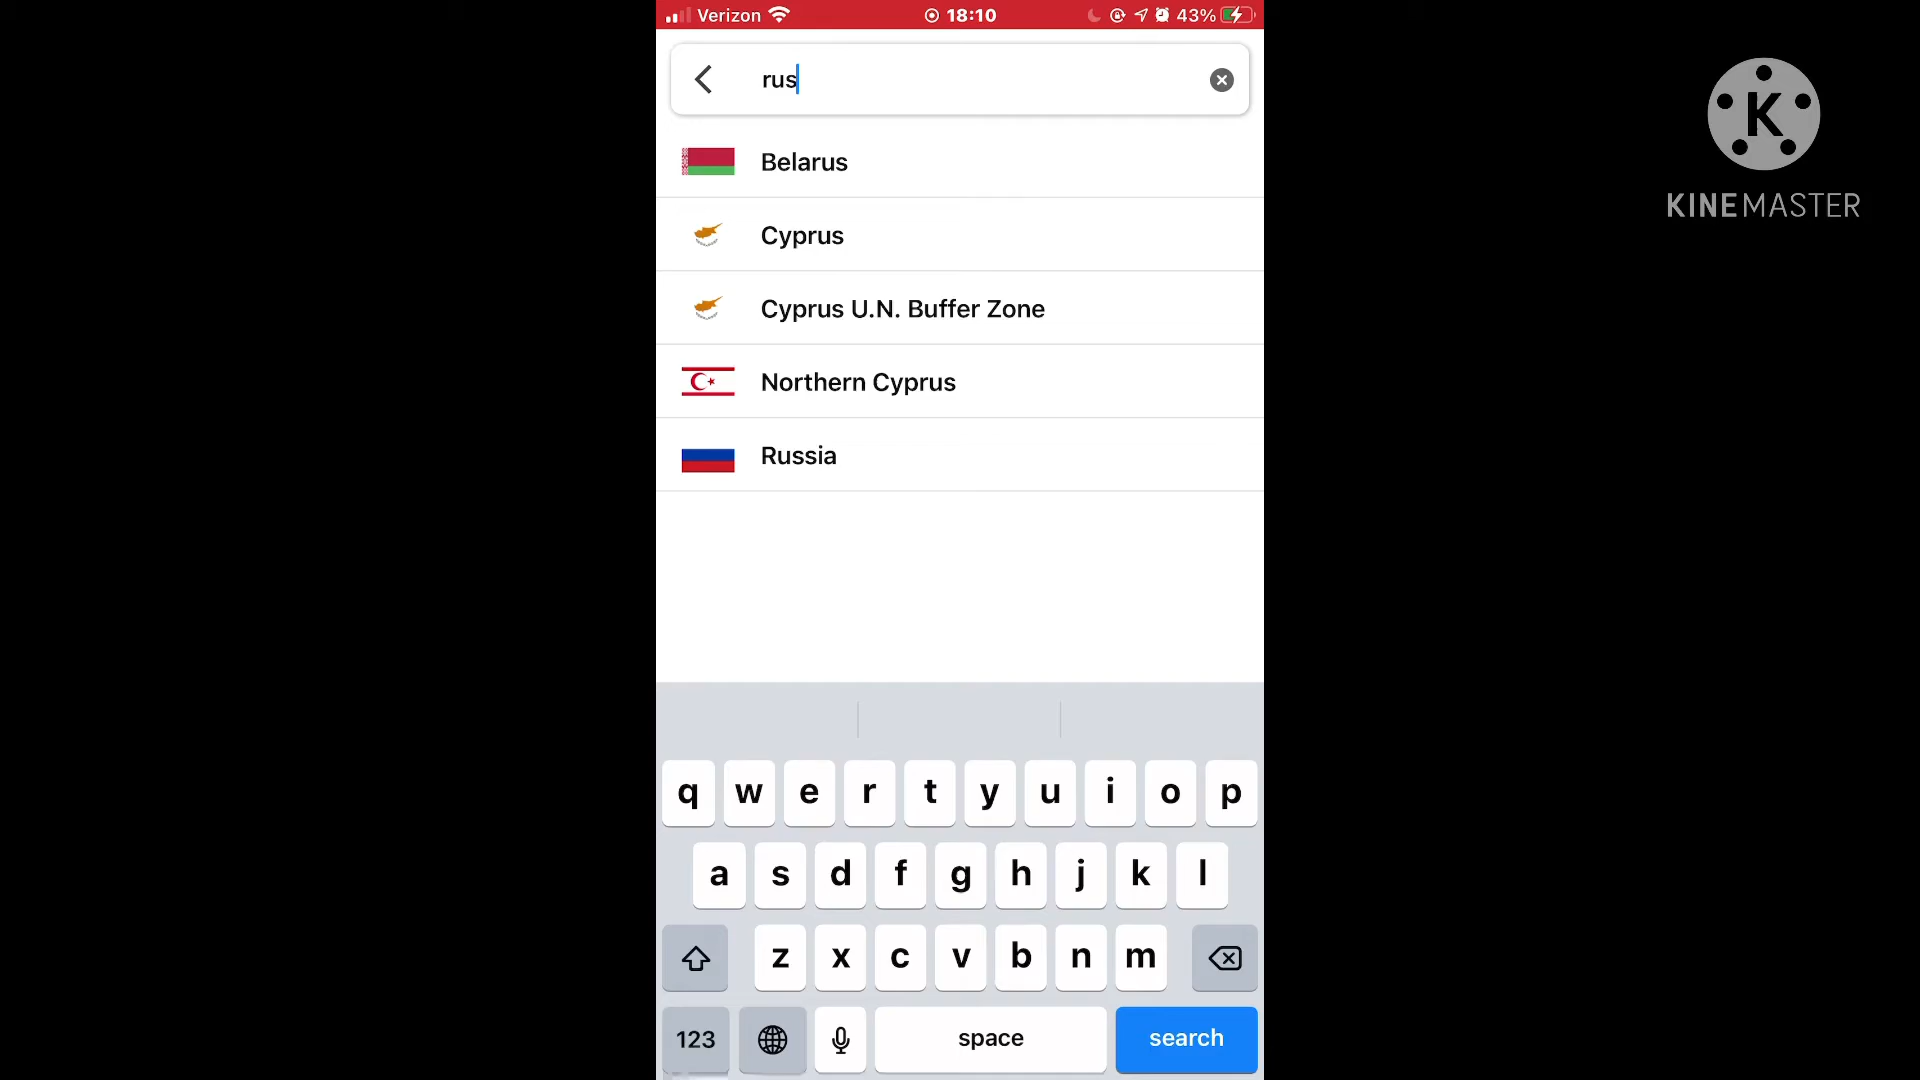 Verizon 18:10 43%
rus
Belarus
Cyprus
Cyprus U.N. Buffer Zone
Northern Cyprus
Russia
q w e r t y u i o p
a s d f g h j k l
z x c v b n m
123 space search
K
KINEMASTER